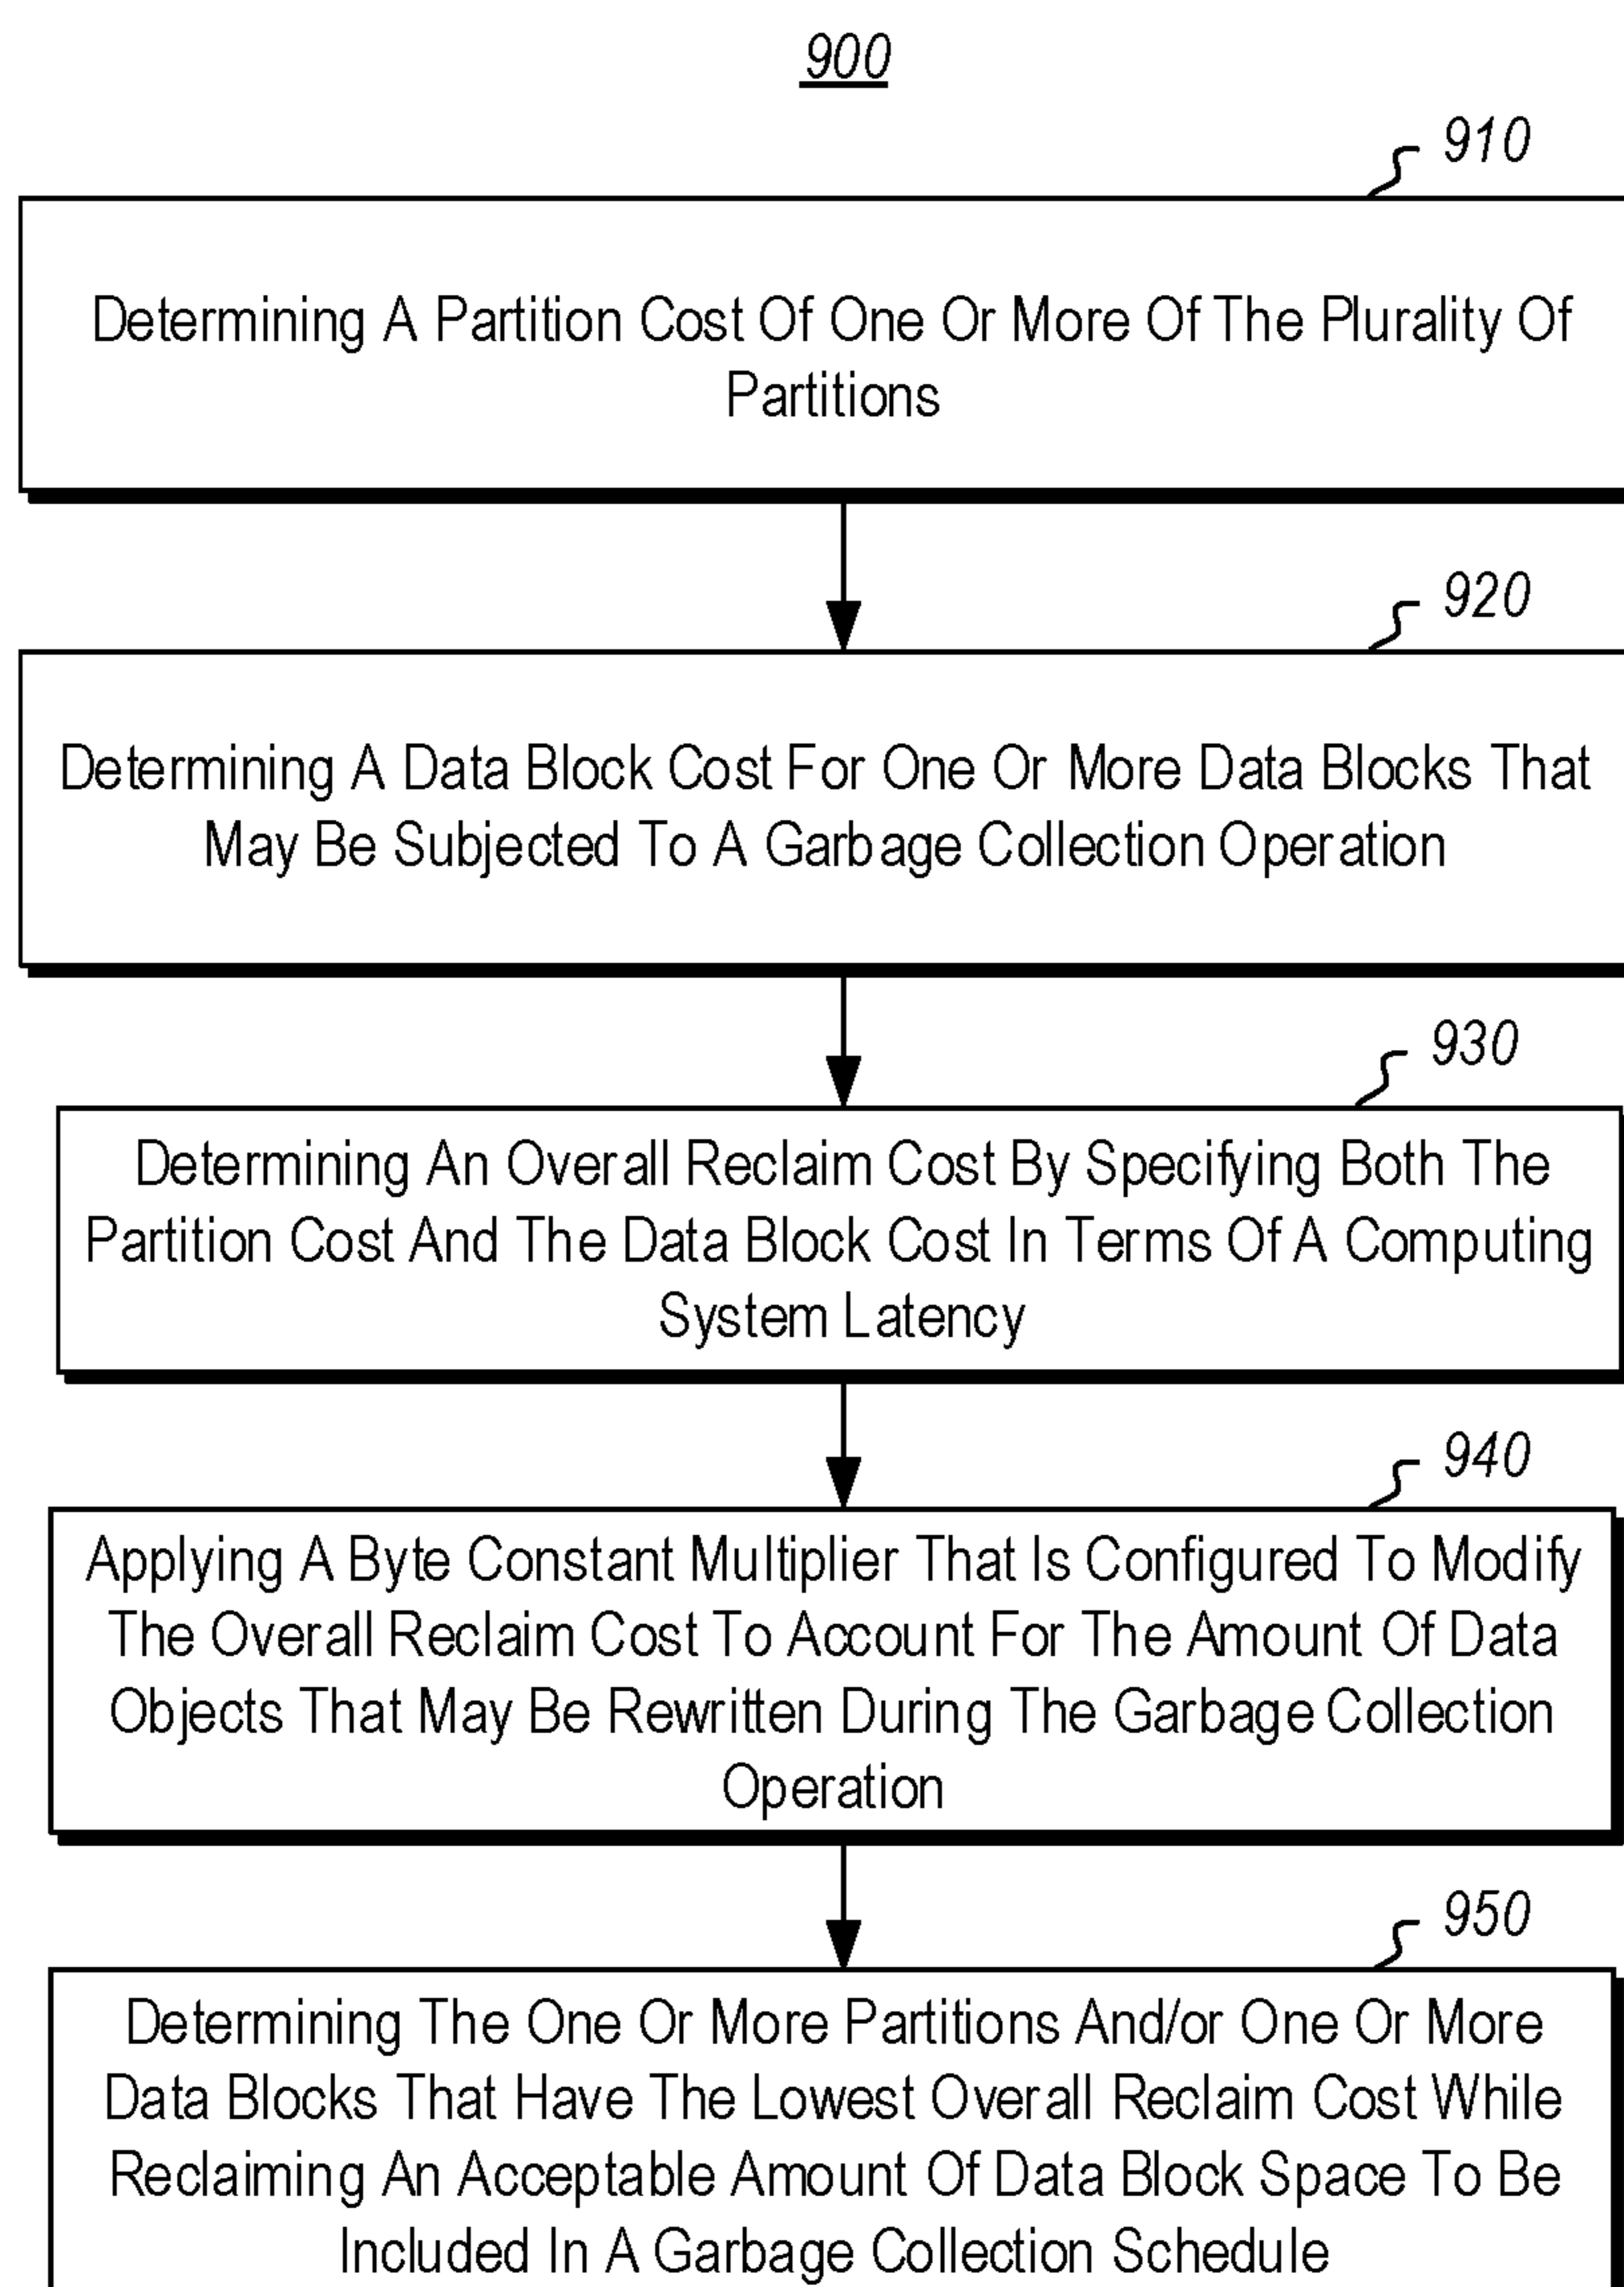 900
910
Determining A Partition Cost Of One Or More Of The Plurality Of
Partitions
920
Determining A Data Block Cost For One Or More Data Blocks That
May Be Subjected To A Garbage Collection Operation
930
Determining An Overall Reclaim Cost By Specifying Both The
Partition Cost And The Data Block Cost In Terms Of A Computing
System Latency
940
Applying A Byte Constant Multiplier That Is Configured To Modify
The Overall Reclaim Cost To Account For The Amount Of Data
Objects That May Be Rewritten During The Garbage Collection
Operation
950
Determining The One Or More Partitions And/or One Or More
Data Blocks That Have The Lowest Overall Reclaim Cost While
Reclaiming An Acceptable Amount Of Data Block Space To Be
Included In A Garbage Collection Schedule